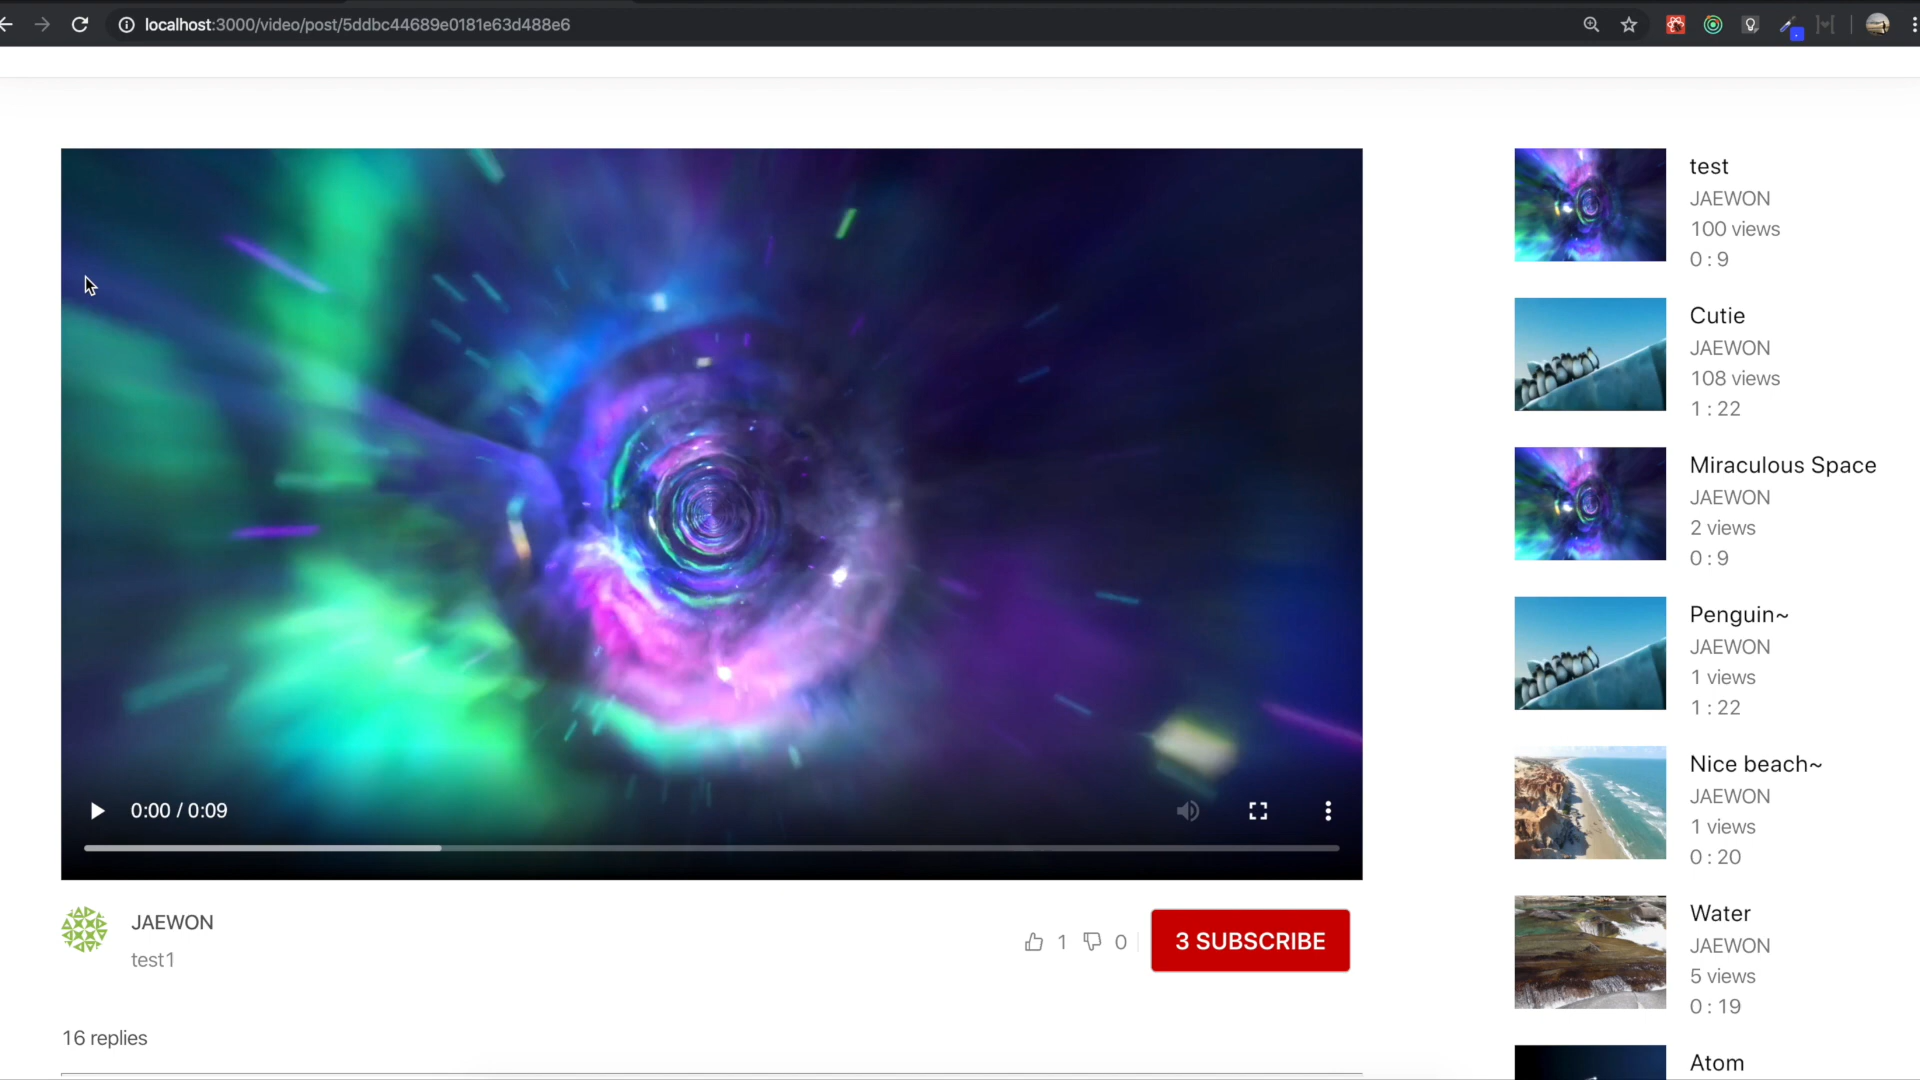 localhost:3000/video/post/5ddbc44689e0181e63d488e6
0:00 / 0:09
JAEWON
test1
1
0
3 SUBSCRIBE
16 replies
test
JAEWON
100 views
0 : 9
Cutie
JAEWON
108 views
1 : 22
Miraculous Space
JAEWON
2 views
0 : 9
Penguin~
JAEWON
1 views
1 : 22
Nice beach~
JAEWON
1 views
0 : 20
Water
JAEWON
5 views
0 : 19
Atom